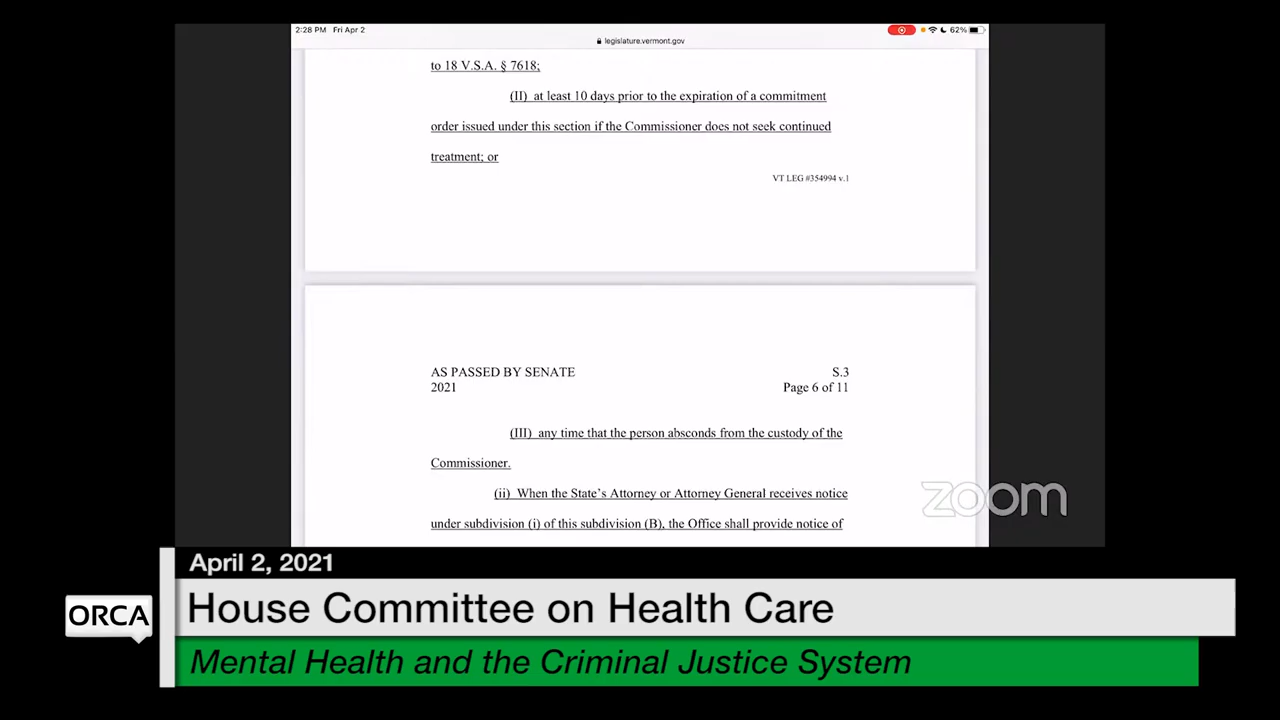 2:28 PM Fri Apr 2
62%
legislature.vermont.gov
to 18 V.S.A. § 7618;
(II) at least 10 days prior to the expiration of a commitment
order issued under this section if the Commissioner does not seek continued
treatment; or
VT LEG #354994 v.1
AS PASSED BY SENATE S.3
2021 Page 6 of 11
(III) any time that the person absconds from the custody of the
Commissioner.
(ii) When the State's Attorney or Attorney General receives notice
under subdivision (i) of this subdivision (B), the Office shall provide notice of
zoom
April 2, 2021
ORCA
House Committee on Health Care
Mental Health and the Criminal Justice System